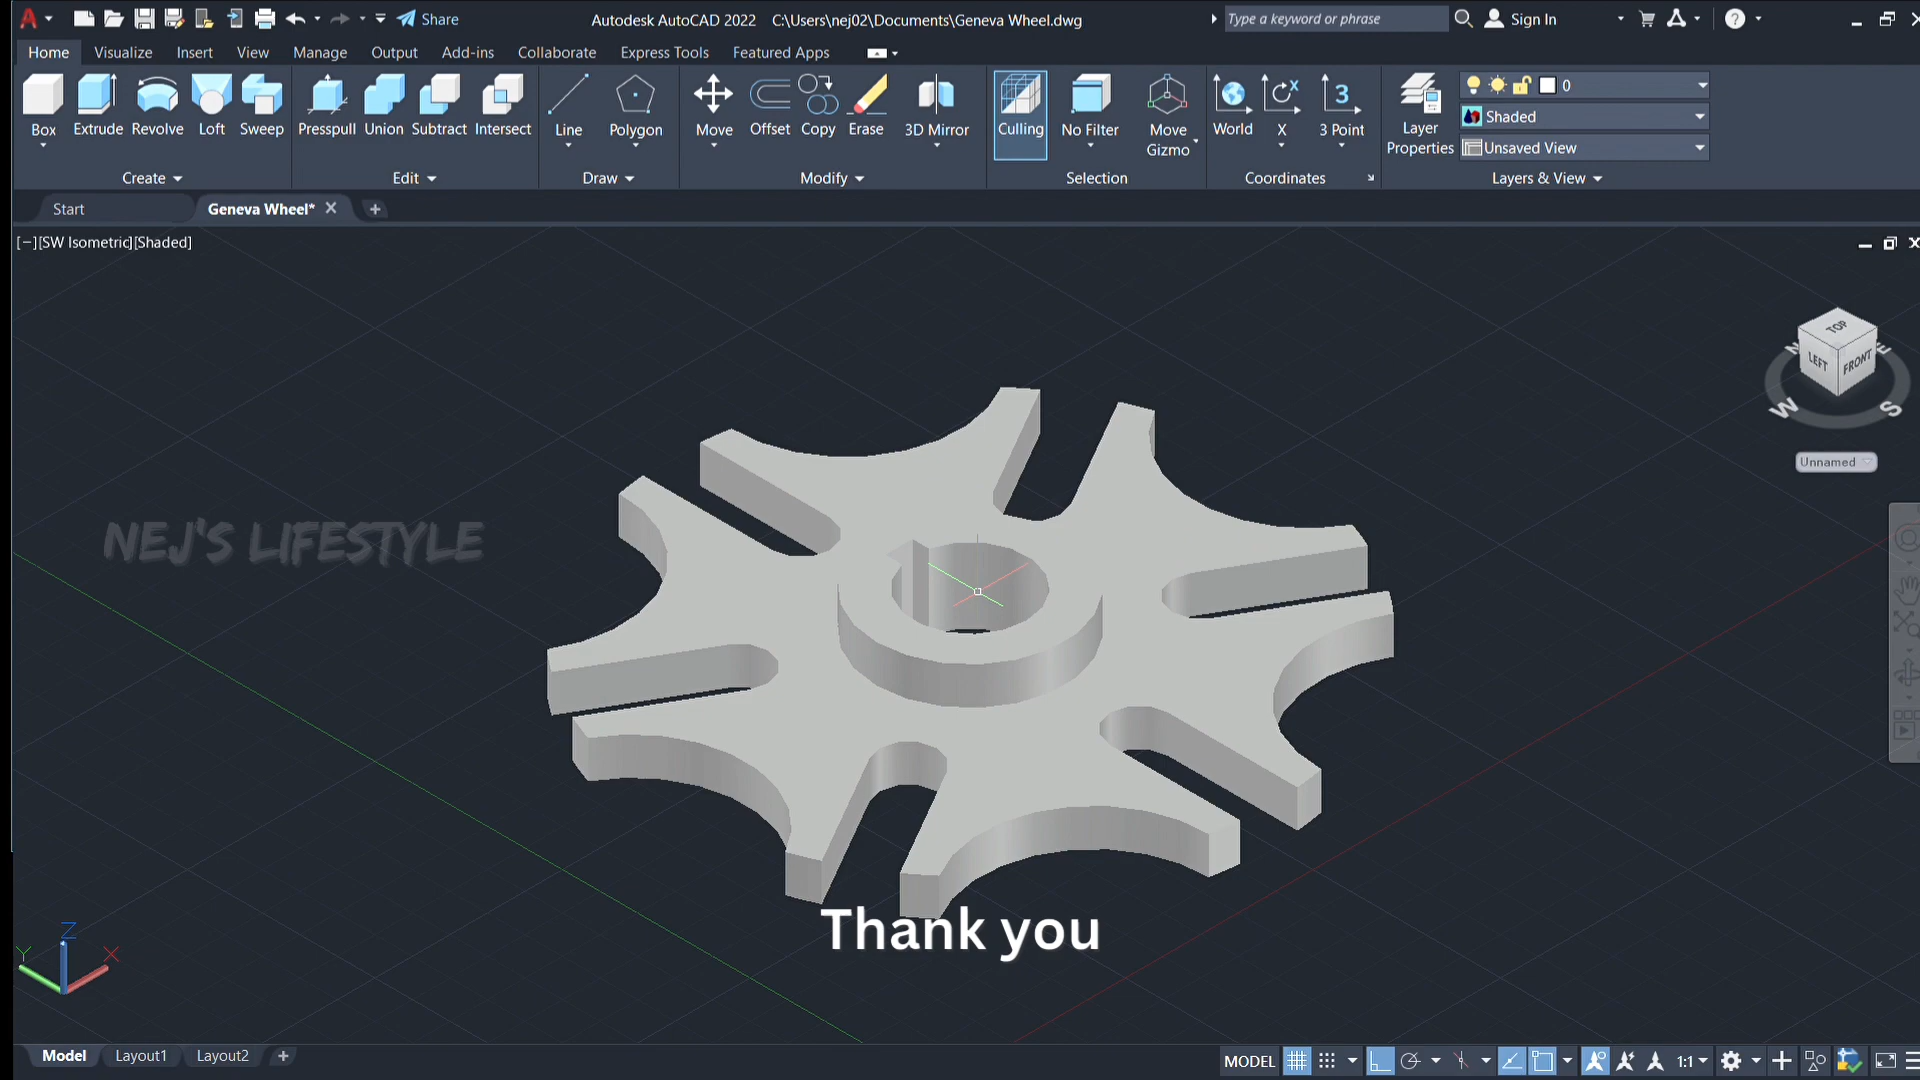 Share
Autodesk AutoCAD 2022 C:\Users\nej02\Documents\Geneva Wheel.dwg
Type a keyword or phrase
Sign In
Home Visualize Insert View Manage Output Add-ins Collaborate Express Tools Featured Apps
Box Extrude Revolve Loft Sweep Presspull Union Subtract Intersect Line Polygon Move Offset Copy Erase 3D Mirror Culling No Filter Move Gizmo World X 3 Point Layer Properties
0
Shaded
Unsaved View
Create Edit Draw Modify Selection Coordinates Layers & View
Start Geneva Wheel*
[−][SW Isometric][Shaded]
TOP
LEFT FRONT
N E
W S
Unnamed
NEJ'S LIFESTYLE
Thank you
Z
Y X
Model Layout1 Layout2
MODEL 1:1